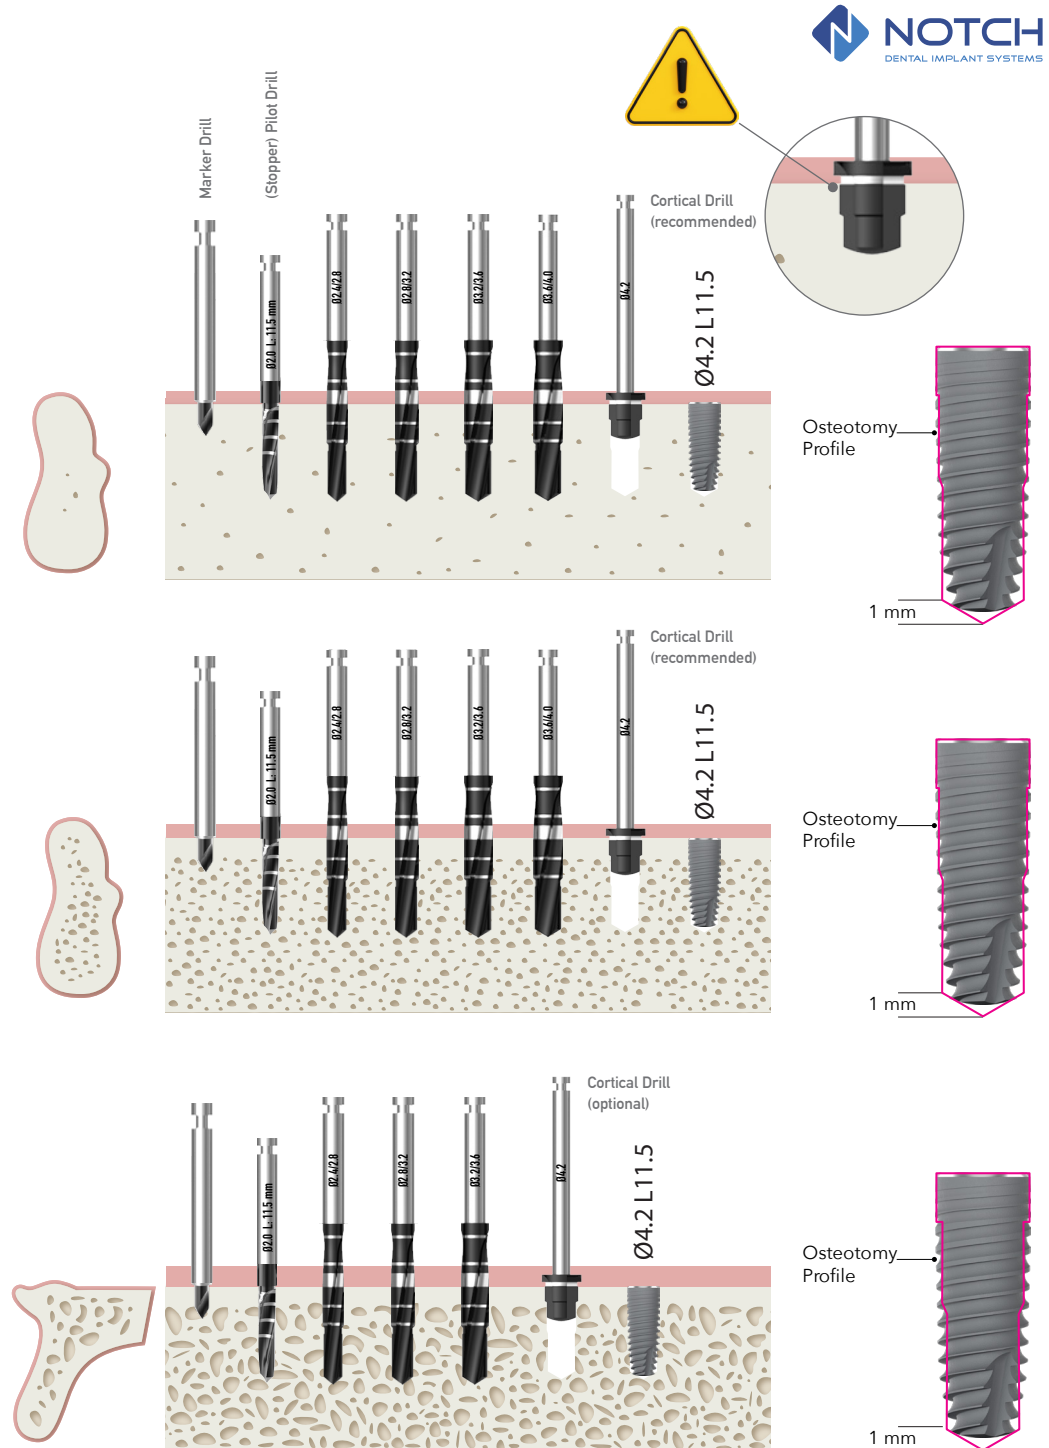 NOTCH
DENTAL IMPLANT SYSTEMS
Marker Drill
(Stopper) Pilot Drill
Cortical Drill
(recommended)
Ø2.0 L: 11.5 mm
Ø2.4/2.8
Ø2.8/3.2
Ø3.2/3.6
Ø3.6/4.0
Ø4.2
Ø4.2 L11.5
Osteotomy
Profile
1 mm
Cortical Drill
(recommended)
Ø2.0 L: 11.5 mm
Ø2.4/2.8
Ø2.8/3.2
Ø3.2/3.6
Ø3.6/4.0
Ø4.2
Ø4.2 L11.5
Osteotomy
Profile
1 mm
Cortical Drill
(optional)
Ø2.0 L: 11.5 mm
Ø2.4/2.8
Ø2.8/3.2
Ø3.2/3.6
Ø4.2
Ø4.2 L11.5
Osteotomy
Profile
1 mm